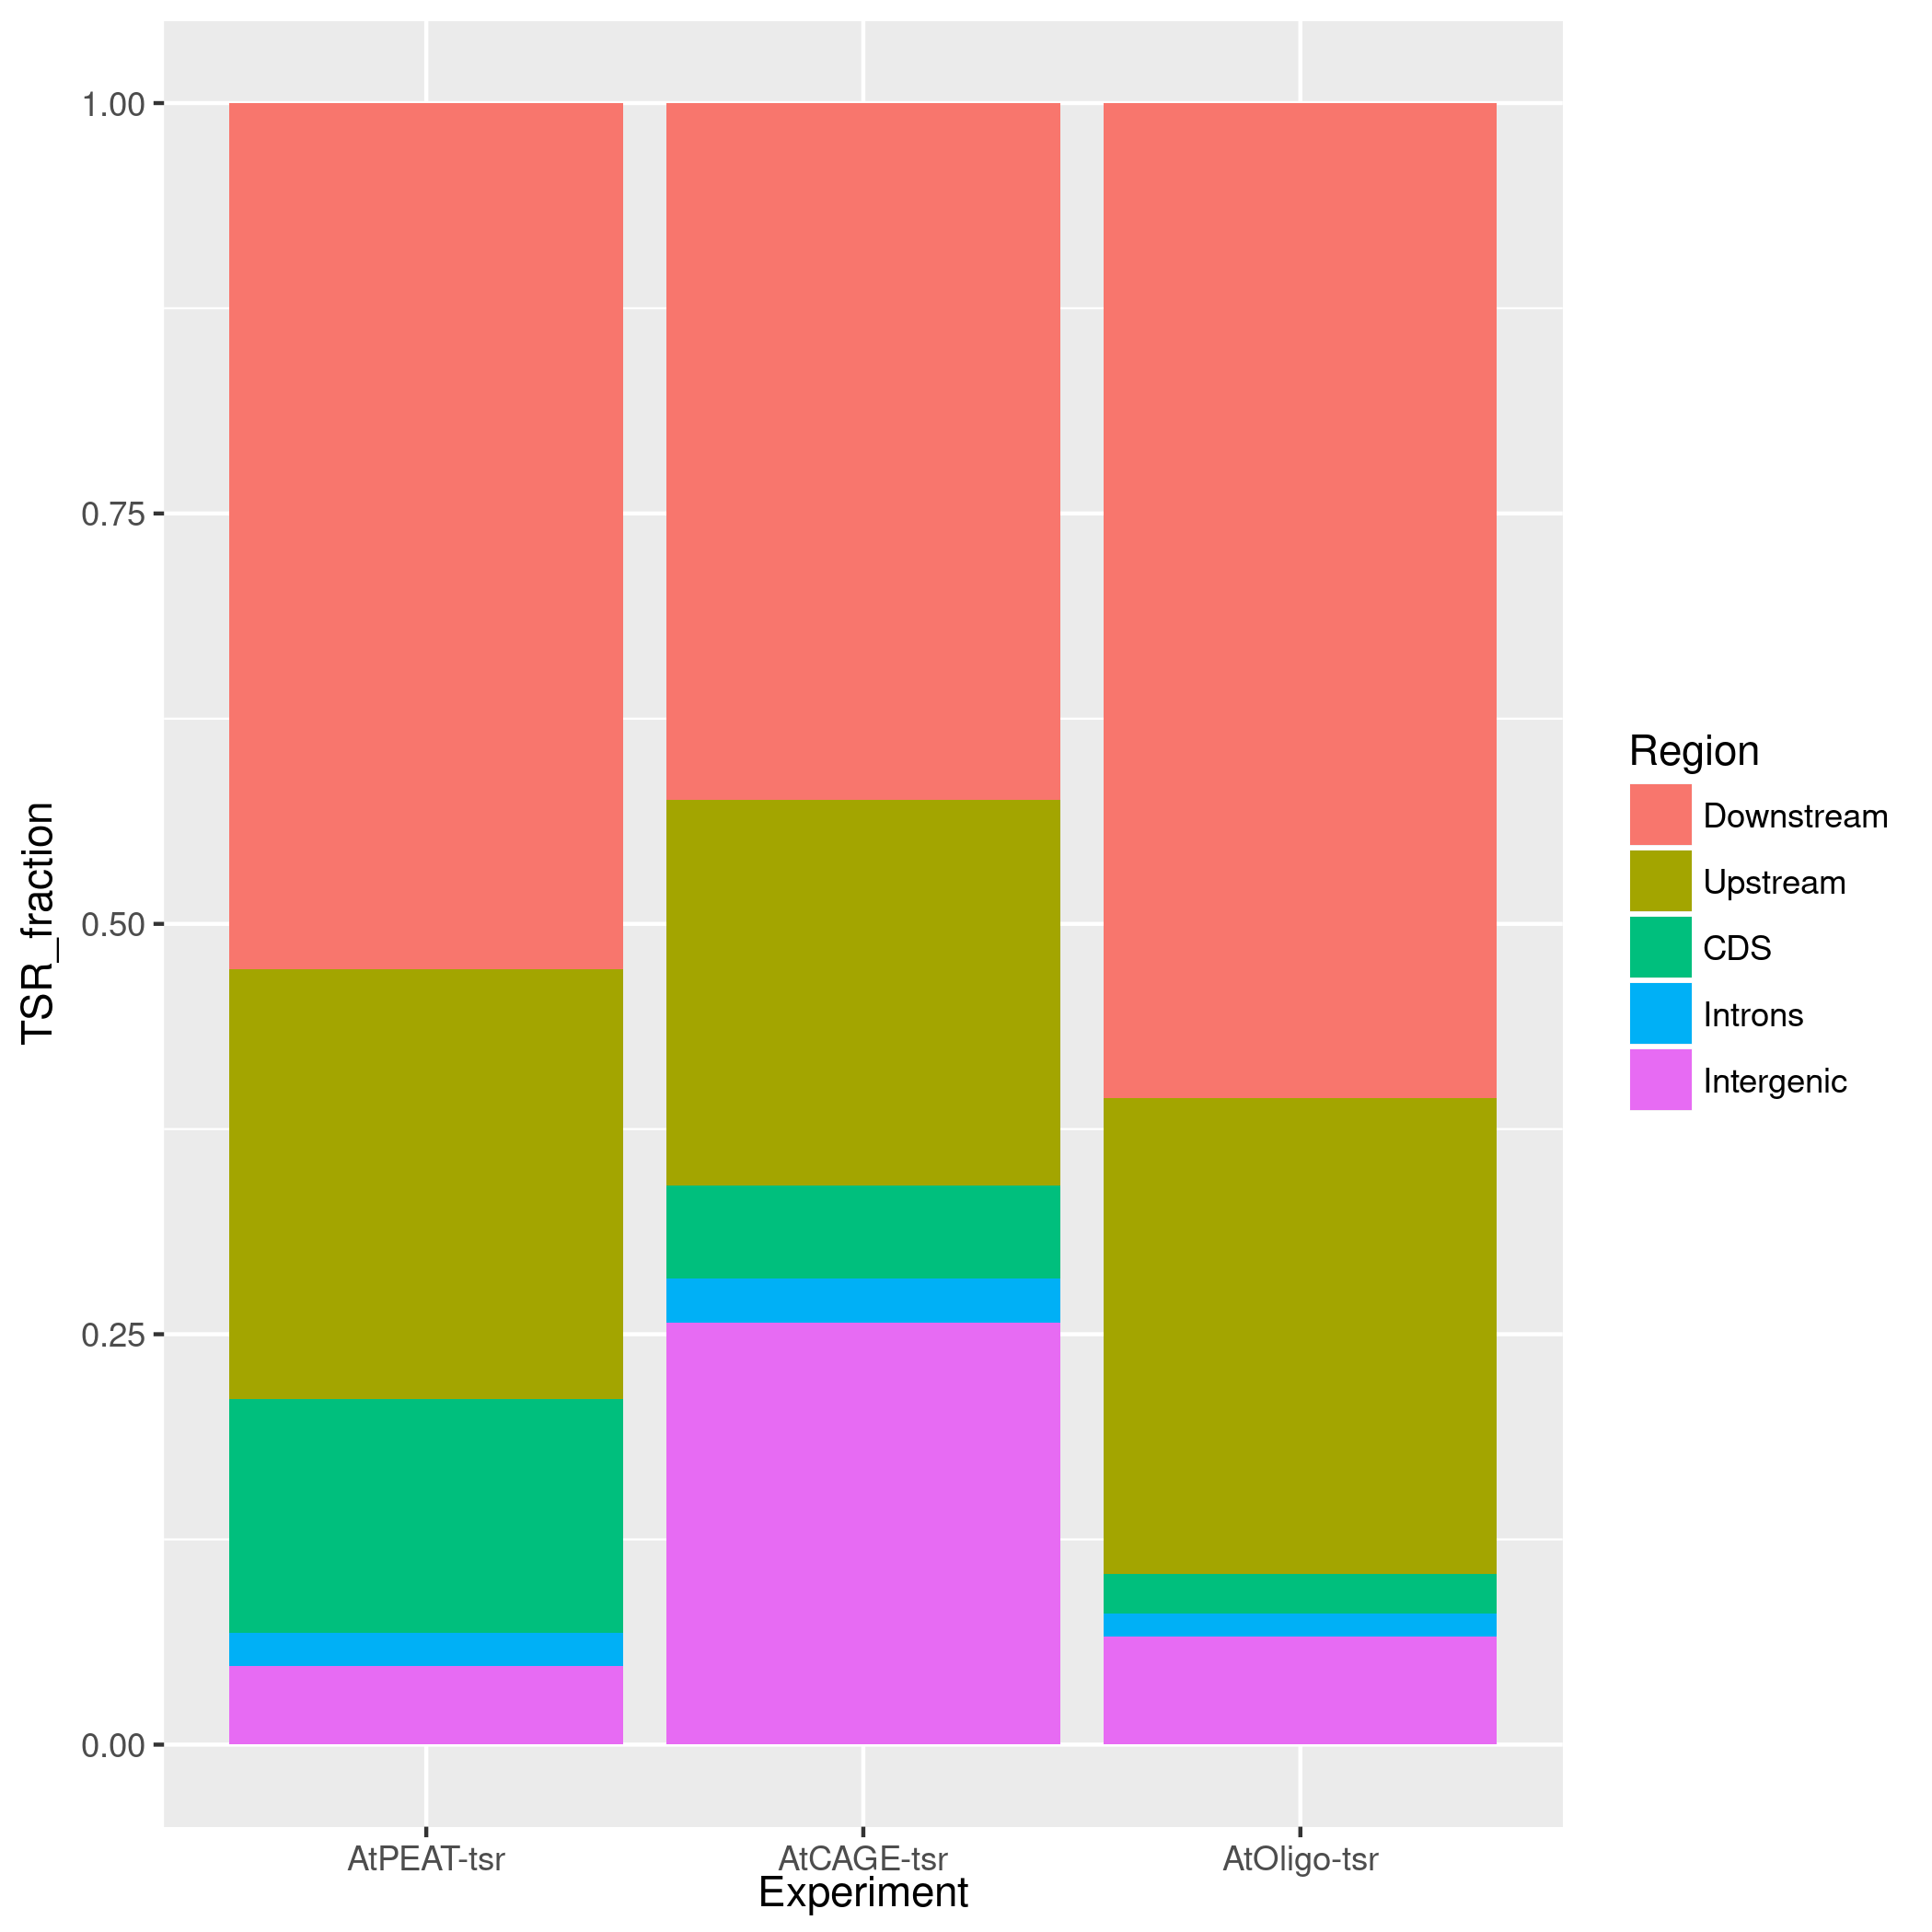 TSR_fraction
1.00
0.75
0.50
0.25
0.00
AtPEAT-tsr AtCAGE-tsr AtOligo-tsr
Experiment
Region
Downstream
Upstream
CDS
Introns
Intergenic